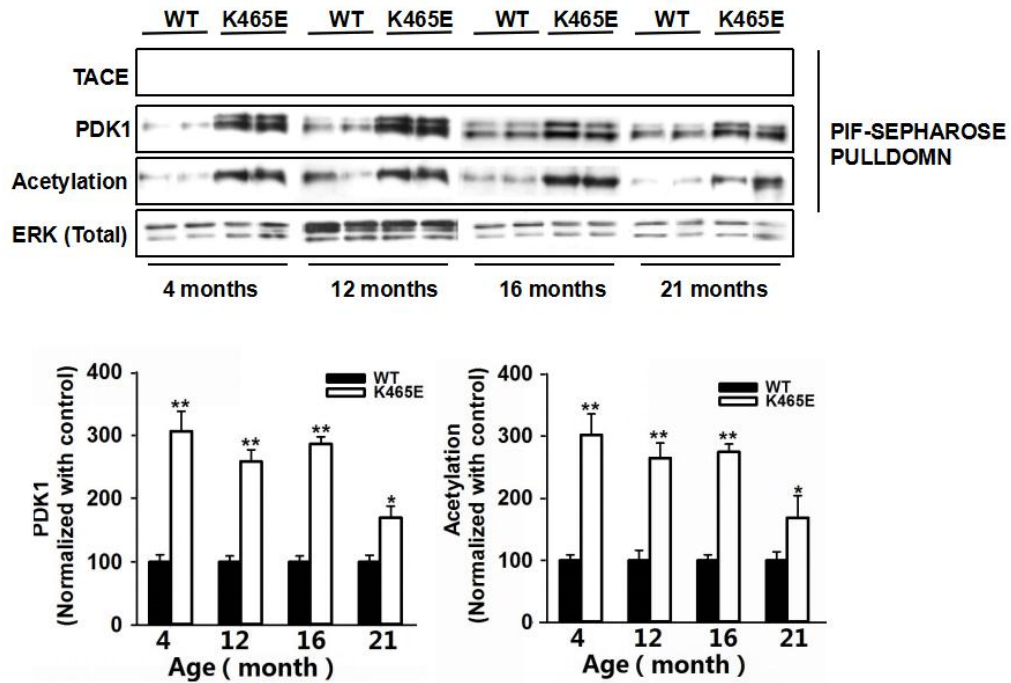 WT K465E WT K465E WT K465E WT K465E
TACE
PDK1
Acetylation
ERK (Total)
PIF-SEPHAROSE
PULLDOMN
4 months 12 months 16 months 21 months
PDK1
(Normalized with control)
400
300
200
100
0
WT
K465E
** ** ** *
4 12 16 21
Age ( month )
Acetylation
(Normalized with control)
400
300
200
100
0
WT
K465E
** ** ** *
4 12 16 21
Age ( month )